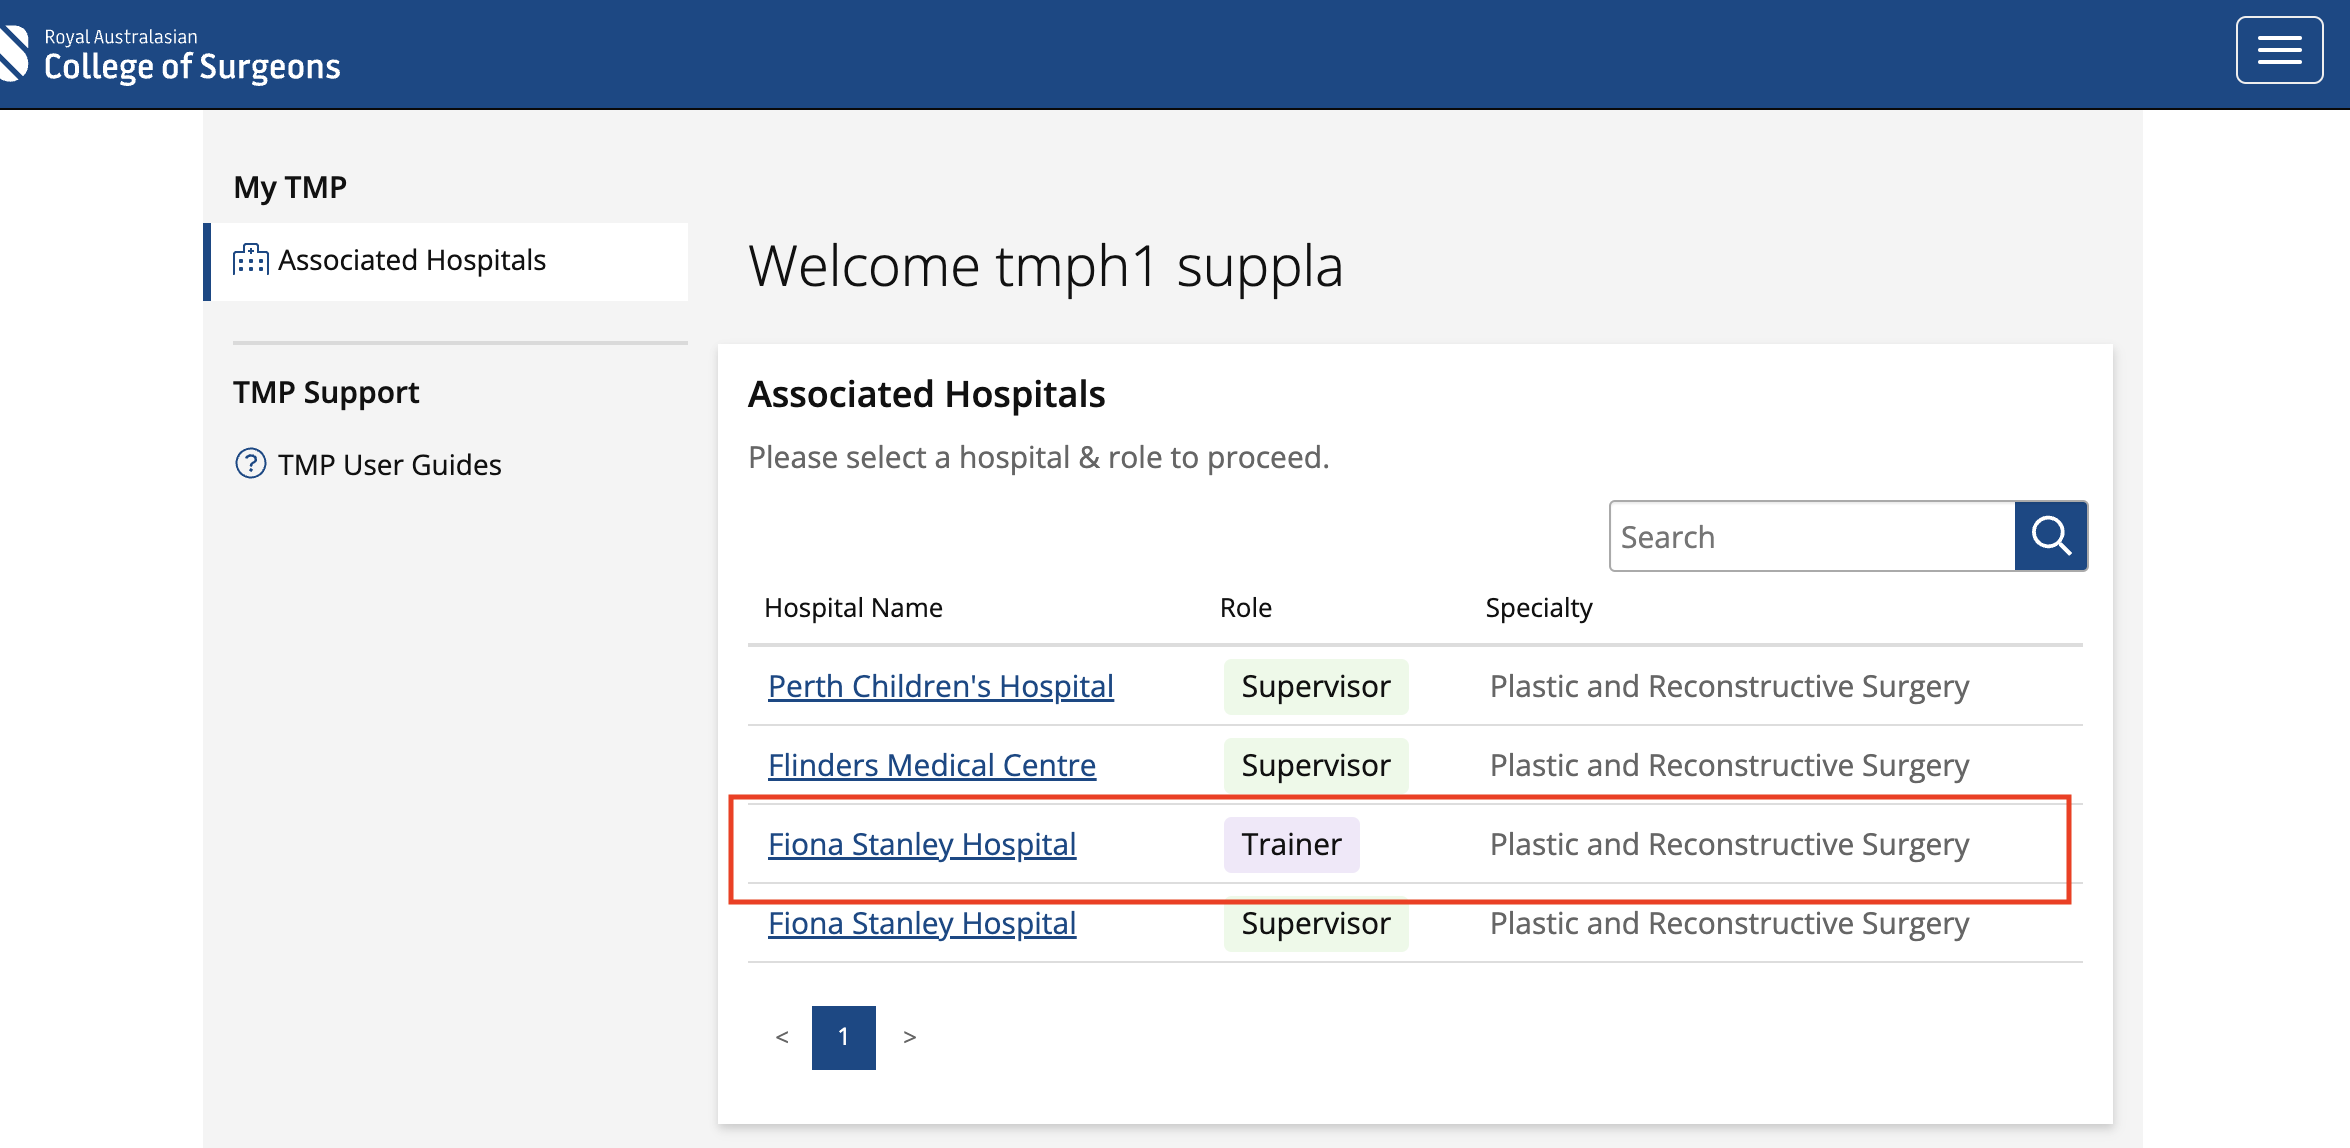 Royal Australasian
College of Surgeons
My TMP
Associated Hospitals
TMP Support
TMP User Guides
Welcome tmph1 suppla
Associated Hospitals
Please select a hospital & role to proceed.
Search
Hospital Name Role Specialty
Perth Children's Hospital Supervisor Plastic and Reconstructive Surgery
Flinders Medical Centre Supervisor Plastic and Reconstructive Surgery
Fiona Stanley Hospital Trainer Plastic and Reconstructive Surgery
Fiona Stanley Hospital Supervisor Plastic and Reconstructive Surgery
< 1 >